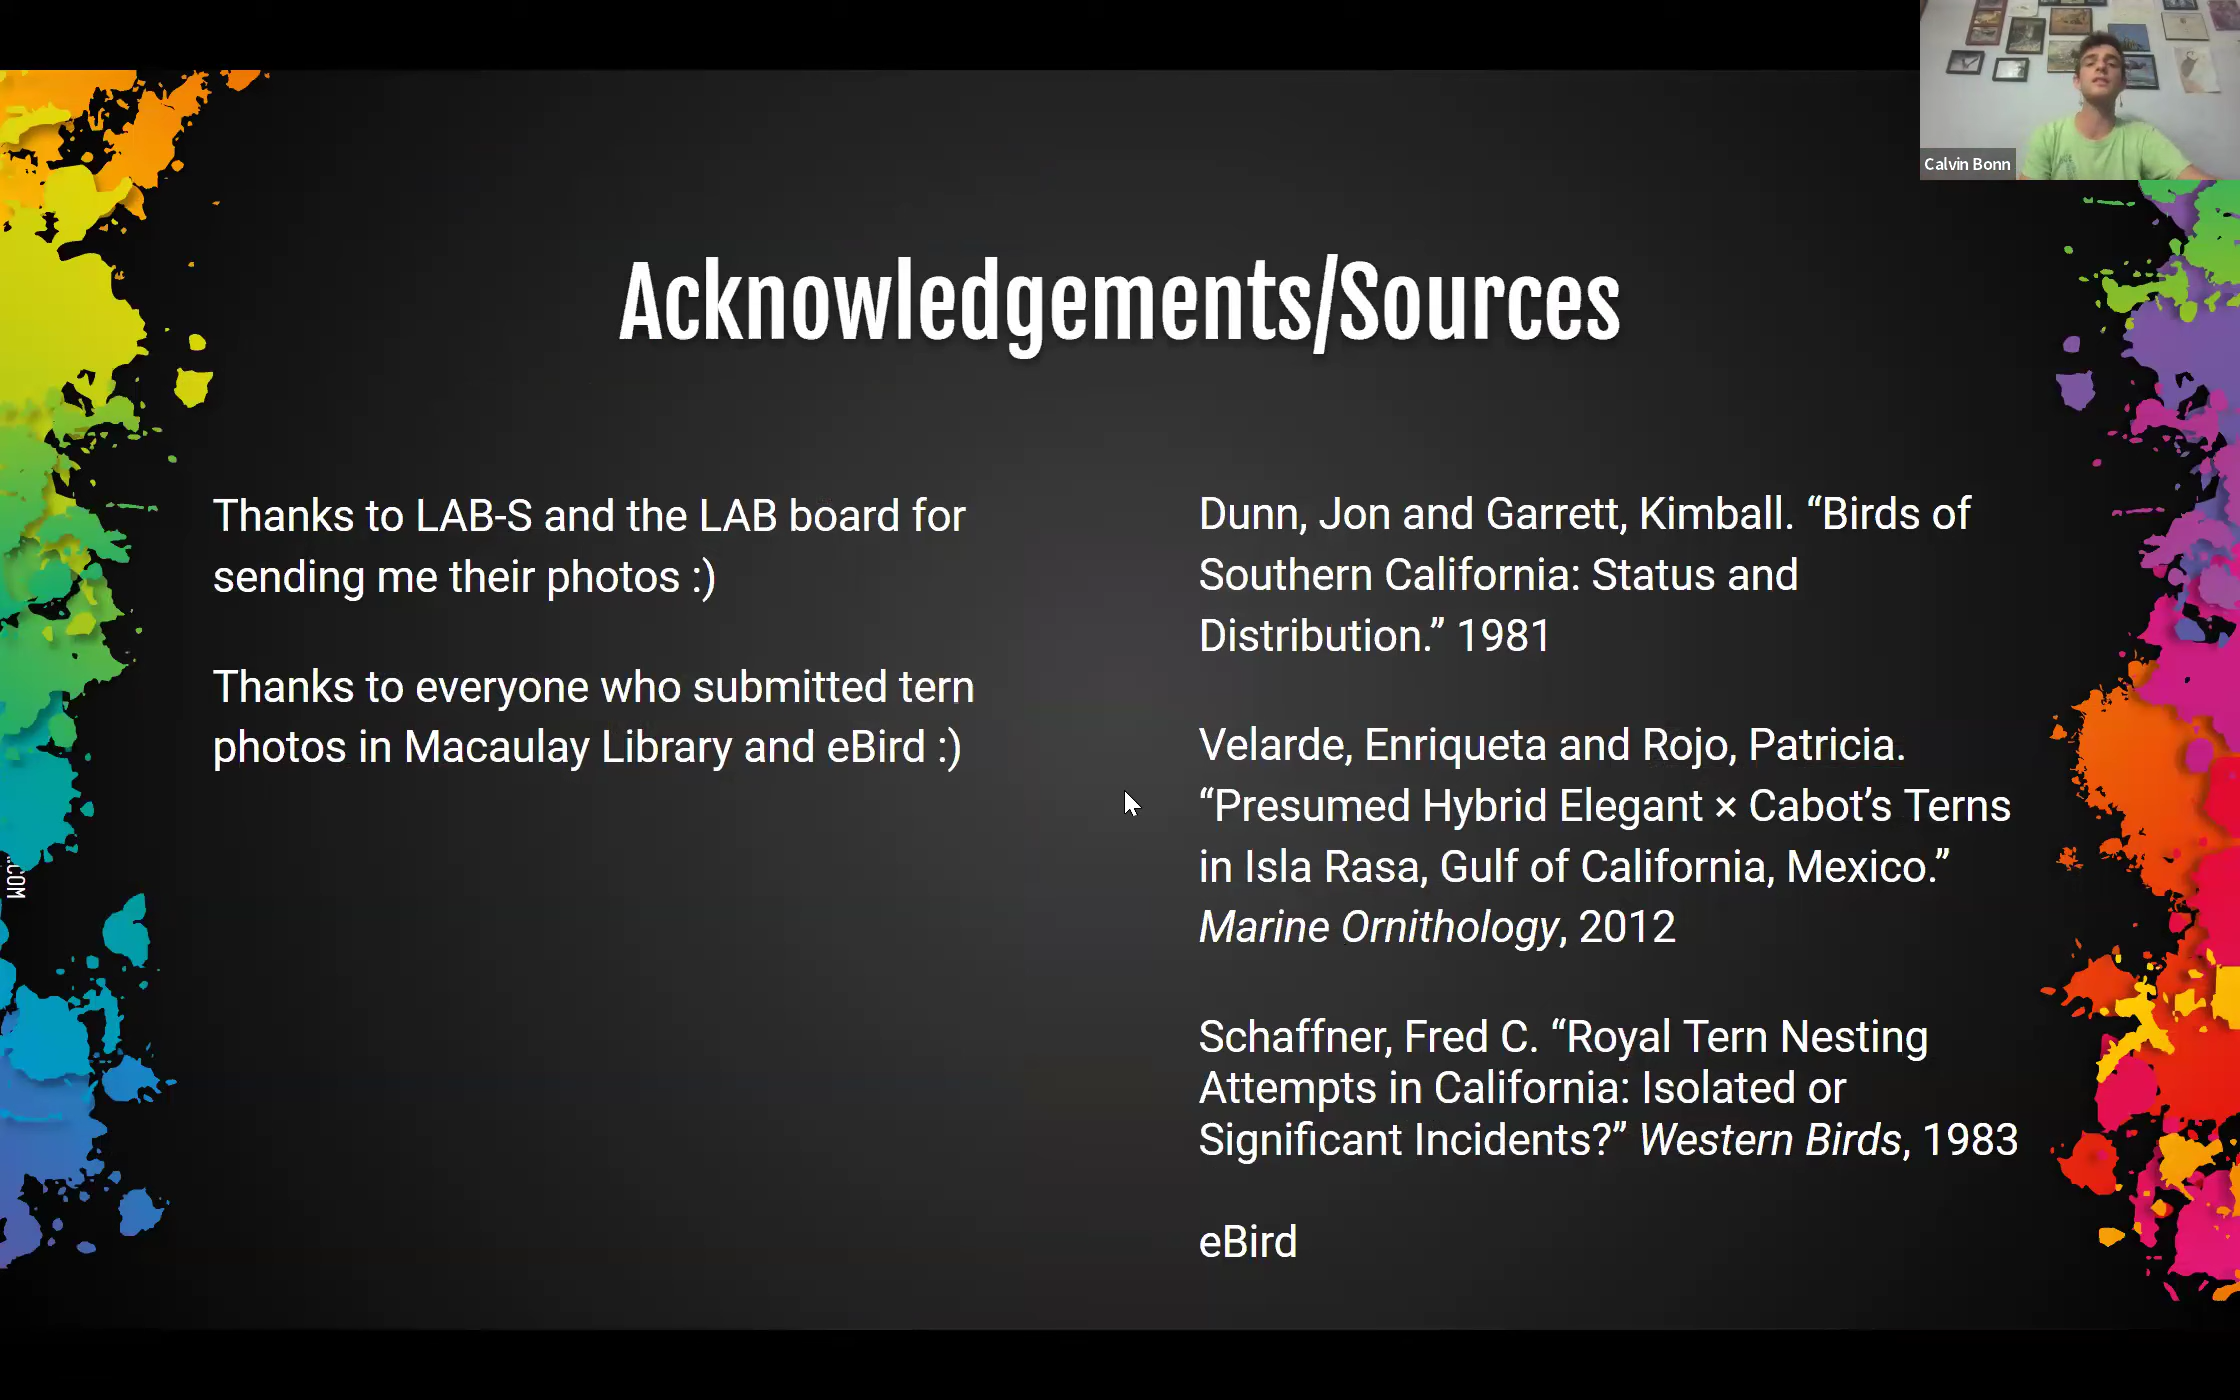 Calvin Bonn
Acknowledgements/Sources
Thanks to LAB-S and the LAB board for
sending me their photos :)
Thanks to everyone who submitted tern
photos in Macaulay Library and eBird :)
Dunn, Jon and Garrett, Kimball. “Birds of
Southern California: Status and
Distribution.” 1981
Velarde, Enriqueta and Rojo, Patricia.
“Presumed Hybrid Elegant × Cabot’s Terns
in Isla Rasa, Gulf of California, Mexico.”
Marine Ornithology, 2012
Schaffner, Fred C. “Royal Tern Nesting
Attempts in California: Isolated or
Significant Incidents?” Western Birds, 1983
eBird
.COM